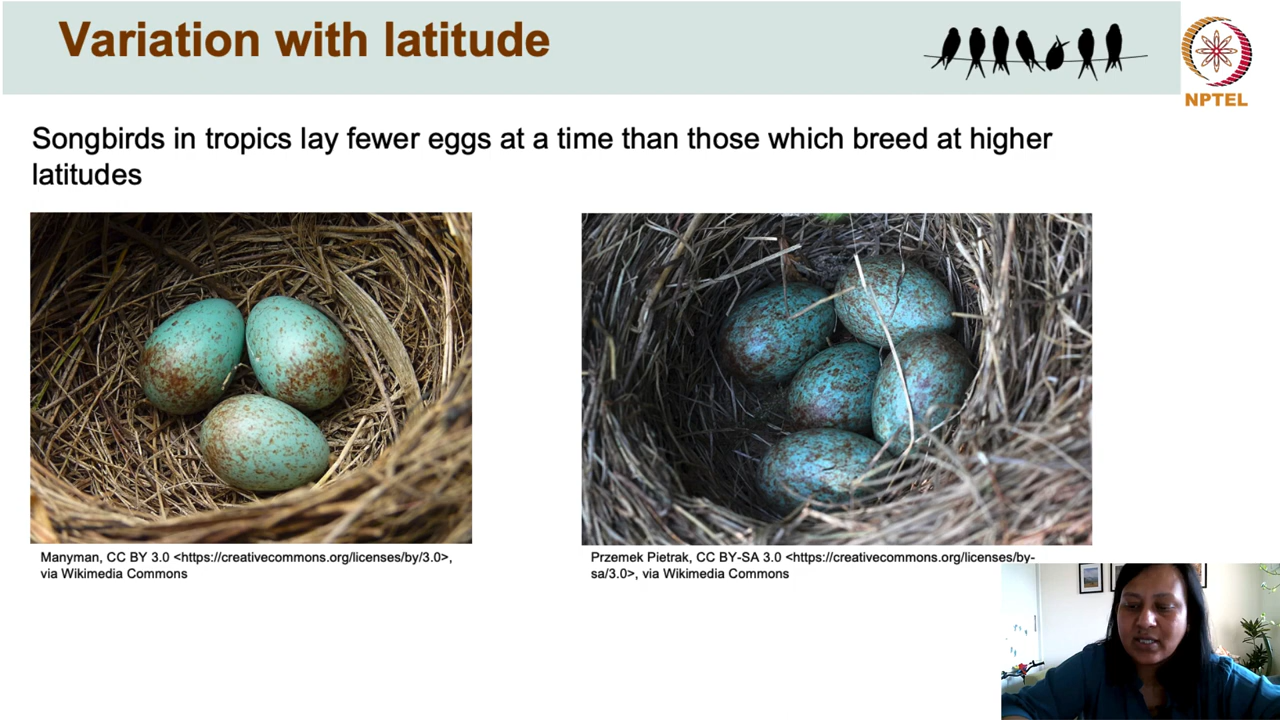 Variation with latitude
NPTEL
Songbirds in tropics lay fewer eggs at a time than those which breed at higher
latitudes
Manyman, CC BY 3.0 <https://creativecommons.org/licenses/by/3.0>,
via Wikimedia Commons
Przemek Pietrak, CC BY-SA 3.0 <https://creativecommons.org/licenses/by-
sa/3.0>, via Wikimedia Commons